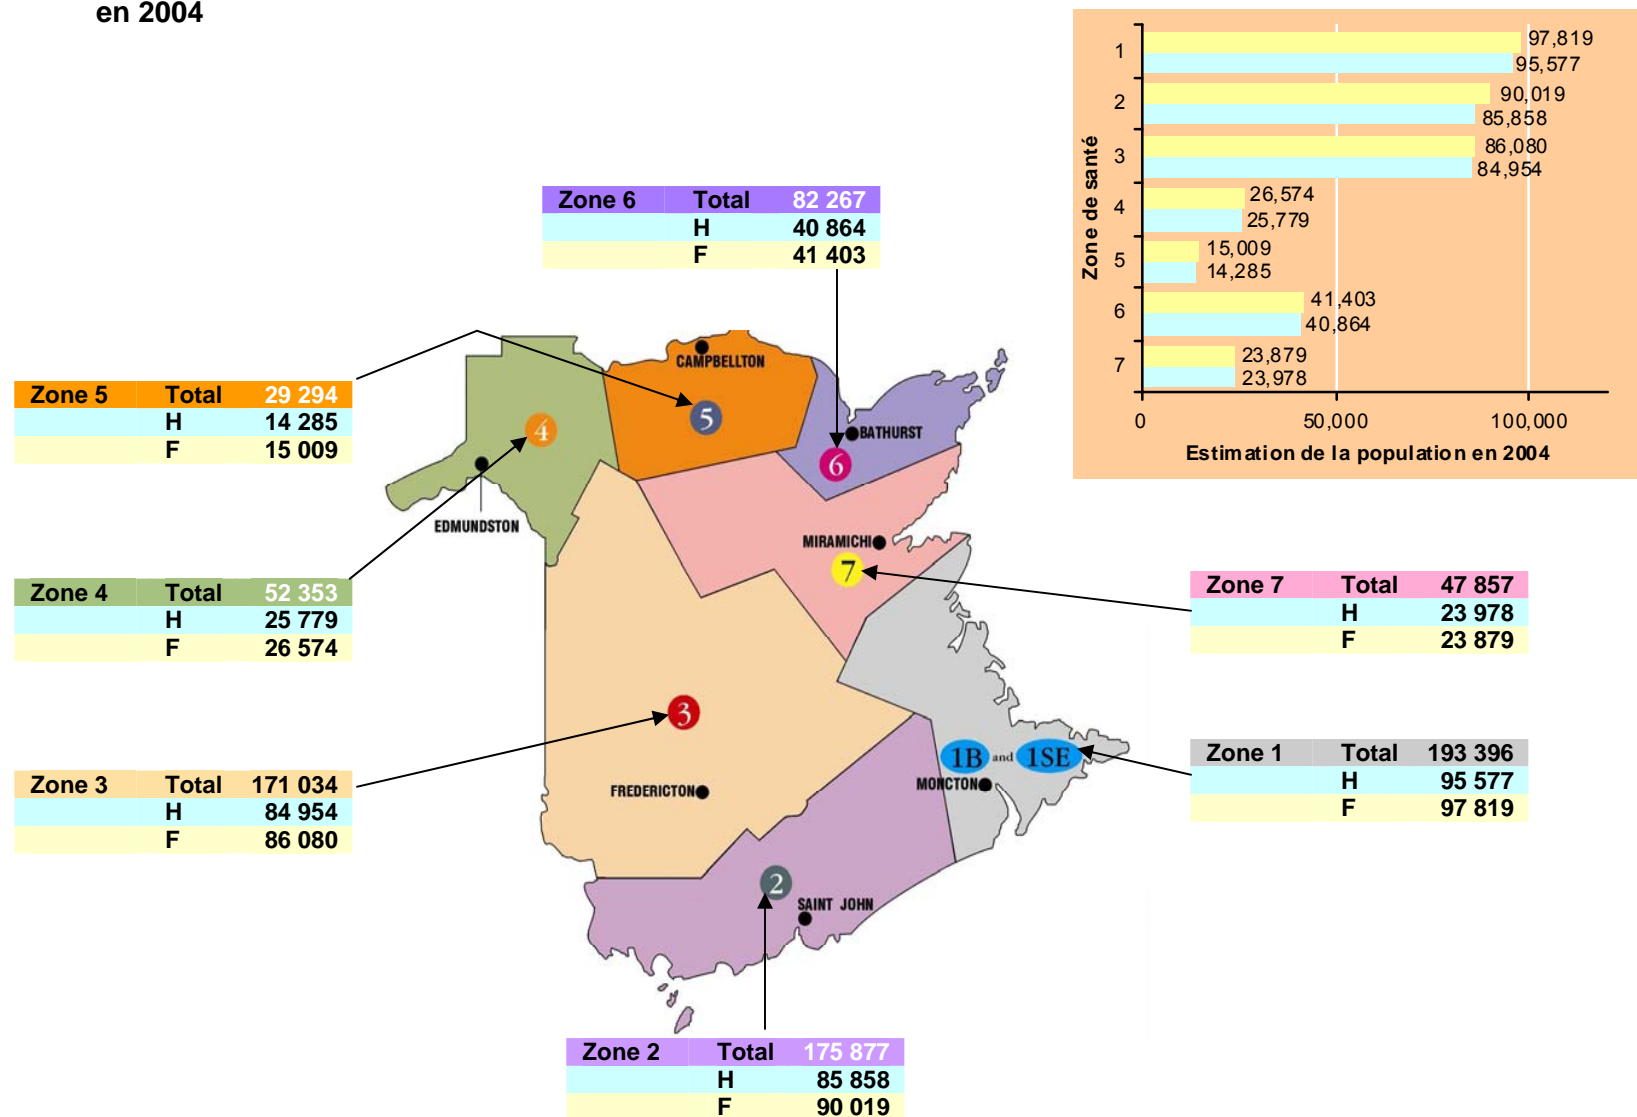 en 2004
1
97,819
95,577
2
90,019
85,858
3
86,080
84,954
4
26,574
25,779
5
15,009
14,285
6
41,403
40,864
7
23,879
23,978
0 50,000 100,000
Zone de santé
Estimation de la population en 2004
Zone 6 Total 82 267
H 40 864
F 41 403
Zone 5 Total 29 294
H 14 285
F 15 009
Zone 4 Total 52 353
H 25 779
F 26 574
Zone 3 Total 171 034
H 84 954
F 86 080
Zone 7 Total 47 857
H 23 978
F 23 879
Zone 1 Total 193 396
H 95 577
F 97 819
Zone 2 Total 175 877
H 85 858
F 90 019
CAMPBELLTON
5
4
BATHURST
6
EDMUNDSTON
MIRAMICHI
7
3
1B and 1SE
MONCTON
FREDERICTON
2
SAINT JOHN